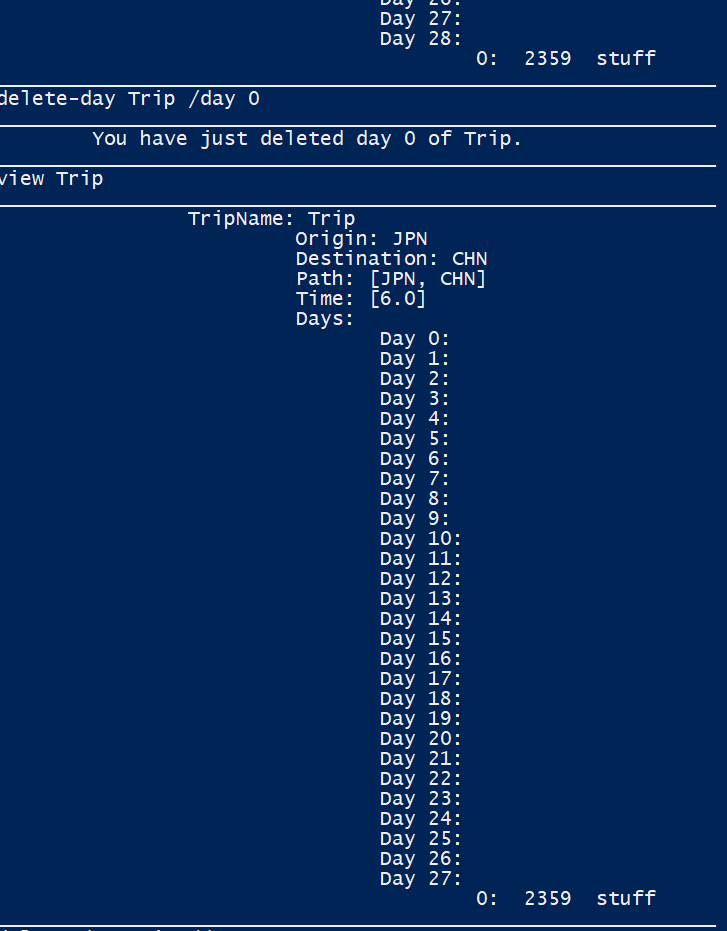 Day 26:
Day 27:
Day 28:
0: 2359 stuff
delete-day Trip /day 0
You have just deleted day 0 of Trip.
view Trip
TripName: Trip
Origin: JPN
Destination: CHN
Path: [JPN, CHN]
Time: [6.0]
Days:
Day 0:
Day 1:
Day 2:
Day 3:
Day 4:
Day 5:
Day 6:
Day 7:
Day 8:
Day 9:
Day 10:
Day 11:
Day 12:
Day 13:
Day 14:
Day 15:
Day 16:
Day 17:
Day 18:
Day 19:
Day 20:
Day 21:
Day 22:
Day 23:
Day 24:
Day 25:
Day 26:
Day 27:
0: 2359 stuff